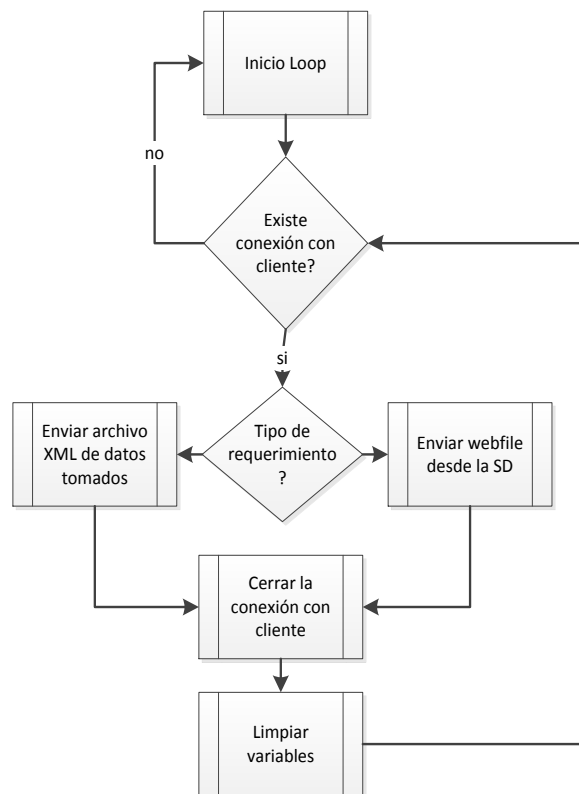 Inicio Loop
no
Existe
conexión con
cliente?
si
Enviar archivo
XML de datos
tomados
Tipo de
requerimiento
?
Enviar webfile
desde la SD
Cerrar la
conexión con
cliente
Limpiar
variables